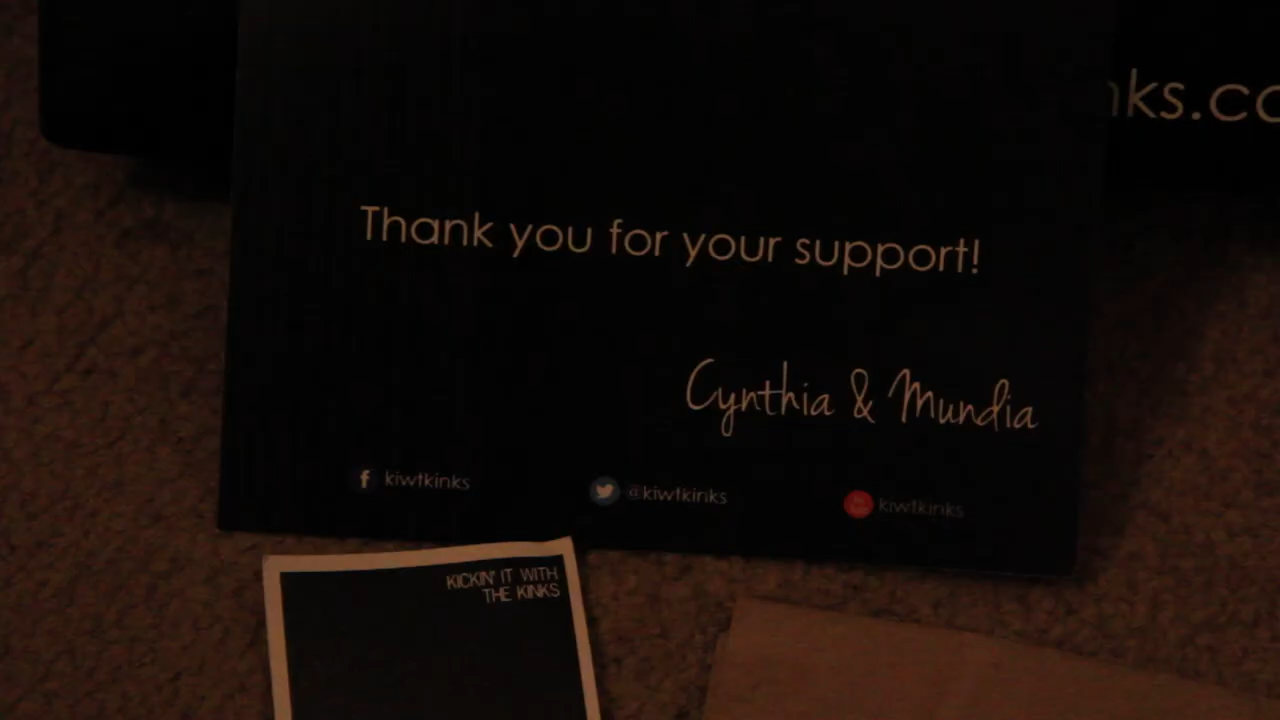 nks.co
Thank you for your support!
Cynthia & Mundia
f kiwtkinks
@kiwtkinks
kiwtkinks
KICKIN' IT WITH
THE KINKS